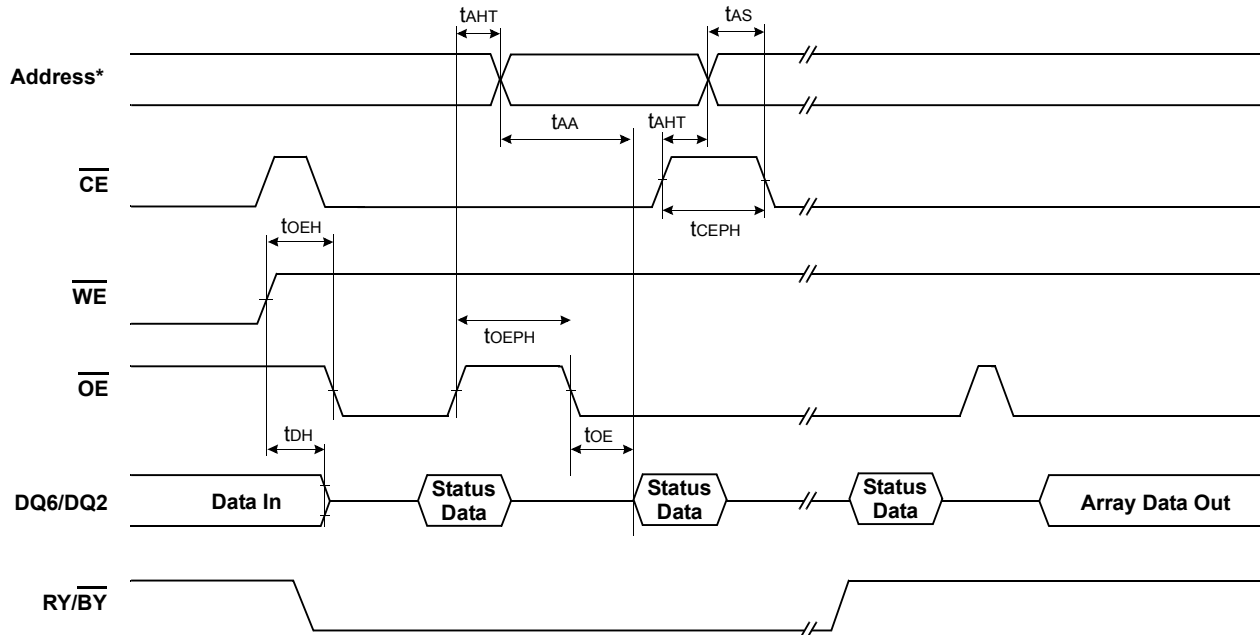 tAHT
tAS
Address*
tAA
tAHT
CE
tCEPH
tOEH
WE
tOEPH
OE
tDH
tOE
DQ6/DQ2
Data In
Status
Data
Status
Data
Status
Data
Array Data Out
RY/BY